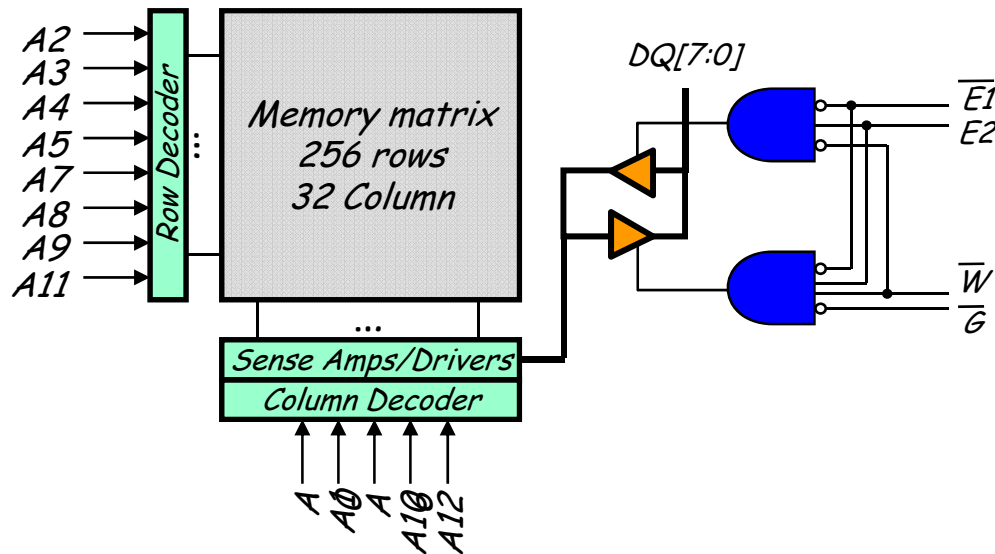 A2
A3
A4
A5
A7
A8
A9
A11
Row Decoder
...
Memory matrix
256 rows
32 Column
...
Sense Amps/Drivers
Column Decoder
A
A
A12
DQ[7:0]
E̅1̅
E2
W̅
G̅